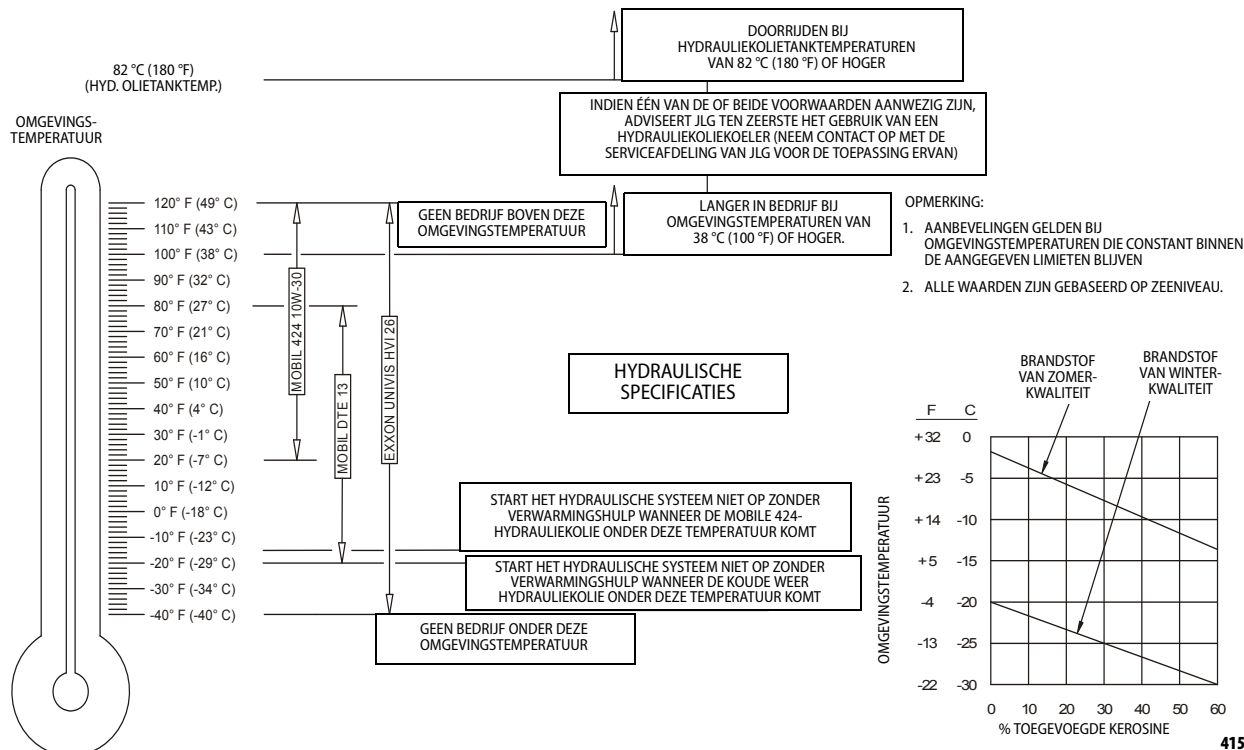 82 °C (180 °F)
(HYD. OLIETANKTEMP.)
DOORRIJDEN BIJ
HYDRAULIEKOLIETANKTEMPERATUREN
VAN 82 °C (180 °F) OF HOGER
INDIEN ÉÉN VAN DE OF BEIDE VOORWAARDEN AANWEZIG ZIJN,
ADVISEERT JLG TEN ZEERSTE HET GEBRUIK VAN EEN
HYDRAULIEKOLIEKOELER (NEEM CONTACT OP MET DE
SERVICEAFDELING VAN JLG VOOR DE TOEPASSING ERVAN)
OMGEVINGS-
TEMPERATUUR
120° F (49° C)
110° F (43° C)
100° F (38° C)
90° F (32° C)
80° F (27° C)
70° F (21° C)
60° F (16° C)
50° F (10° C)
40° F (4° C)
30° F (-1° C)
20° F (-7° C)
10° F (-12° C)
0° F (-18° C)
-10° F (-23° C)
-20° F (-29° C)
-30° F (-34° C)
-40° F (-40° C)
MOBIL 424 10W-30
MOBIL DTE 13
EXXON UNIVIS HVI 26
GEEN BEDRIJF BOVEN DEZE
OMGEVINGSTEMPERATUUR
LANGER IN BEDRIJF BIJ
OMGEVINGSTEMPERATUREN VAN
38 °C (100 °F) OF HOGER.
OPMERKING:
1. AANBEVELINGEN GELDEN BIJ
OMGEVINGSTEMPERATUREN DIE CONSTANT BINNEN
DE AANGEGEVEN LIMIETEN BLIJVEN
2. ALLE WAARDEN ZIJN GEBASEERD OP ZEENIVEAU.
HYDRAULISCHE
SPECIFICATIES
START HET HYDRAULISCHE SYSTEEM NIET OP ZONDER
VERWARMINGSHULP WANNEER DE MOBILE 424-
HYDRAULIEKOLIE ONDER DEZE TEMPERATUUR KOMT
START HET HYDRAULISCHE SYSTEEM NIET OP ZONDER
VERWARMINGSHULP WANNEER DE KOUDE WEER
HYDRAULIEKOLIE ONDER DEZE TEMPERATUUR KOMT
GEEN BEDRIJF ONDER DEZE
OMGEVINGSTEMPERATUUR
BRANDSTOF
VAN ZOMER-
KWALITEIT
BRANDSTOF
VAN WINTER-
KWALITEIT
F C
+32 0
+23 -5
+14 -10
+5 -15
-4 -20
-13 -25
-22 -30
OMGEVINGSTEMPERATUUR
0 10 20 30 40 50 60
% TOEGEVOEGDE KEROSINE
415